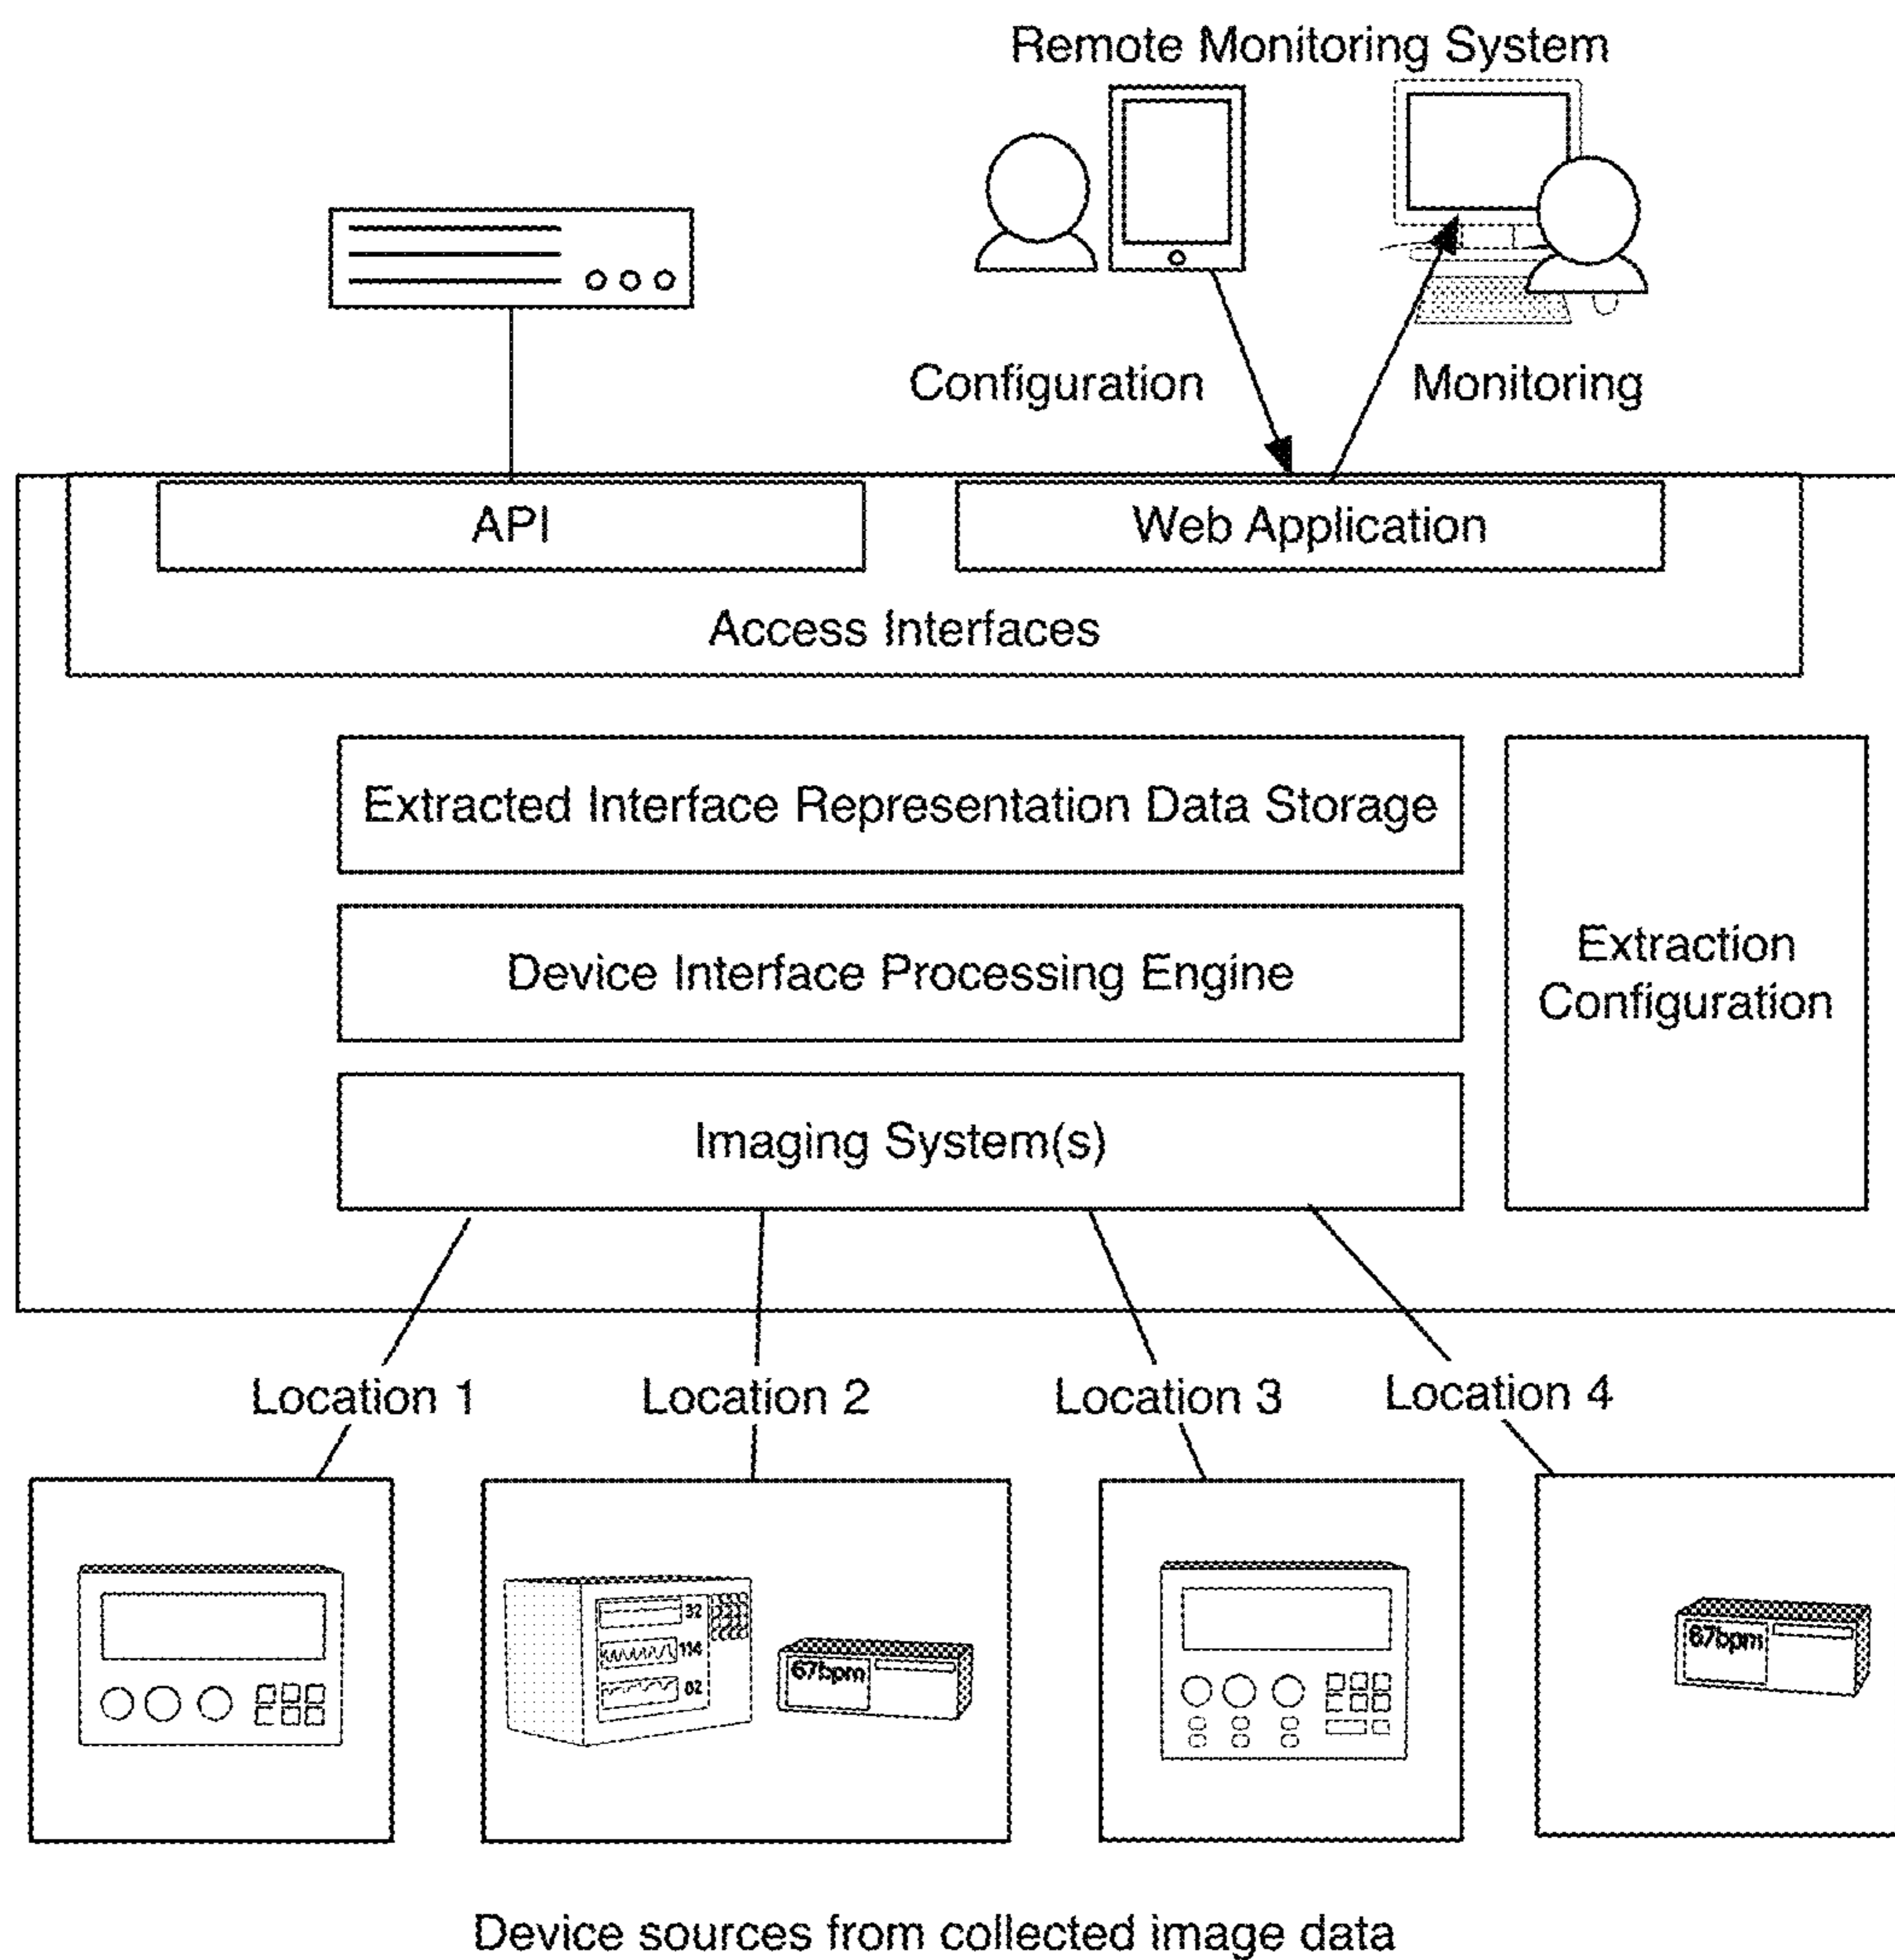 Remote Monitoring System
Configuration
Monitoring
API
Web Application
Access Interfaces
Extracted Interface Representation Data Storage
Device Interface Processing Engine
Extraction
Configuration
Imaging System(s)
Location 1
Location 2
Location 3
Location 4
32
114
62
67bpm
67bpm
Device sources from collected image data